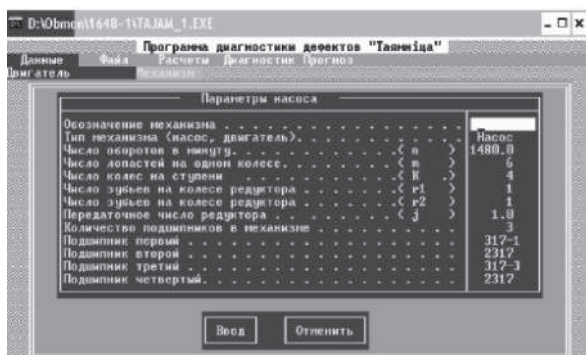 D:\Obmen\1648-1\TAJAM_1.EXE
Программа диагностики дефектов "Таямнiца"
Данные Файл Расчеты Диагностик Прогноз
Двигатель Механизм
Параметры насоса
Обозначение механизма . . . . . . . . . . . . . . . .
Тип механизма (насос, двигатель). . . . . . . . . . . Насос
Число оборотов в минуту. . . . . . . . . .( n ) 1480.0
Число лопастей на одном колесе. . . . . . .( m ) 6
Число колес на ступени . . . . . . . . . .( K .) 4
Число зубьев на колесе редуктора . . . . . .( r1 ) 1
Число зубьев на колесе редуктора . . . . . .( r2 ) 1
Передаточное число редуктора . . . . . . . .( j ) 1.0
Количество подшипников в механизме . . . . . . . . . 3
Подшипник первый . . . . . . . . . . . . . . . . . . 317-1
Подшипник второй . . . . . . . . . . . . . . . . . . 2317
Подшипник третий . . . . . . . . . . . . . . . . . . 317-3
Подшипник четвертый. . . . . . . . . . . . . . . . . 2317
Ввод Отменить